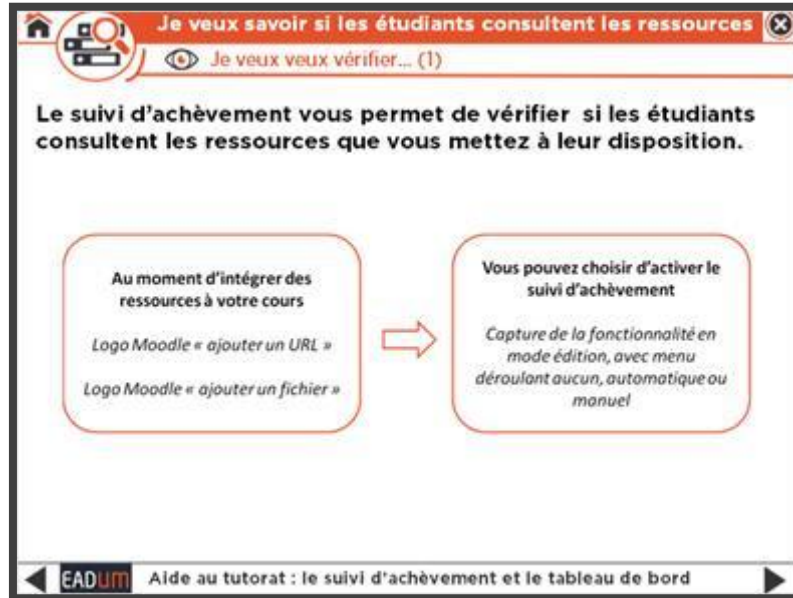 Je veux savoir si les étudiants consultent les ressources
Je veux veux vérifier... (1)
Le suivi d'achèvement vous permet de vérifier si les étudiants
consultent les ressources que vous mettez à leur disposition.
Au moment d'intégrer des
ressources à votre cours
Logo Moodle « ajouter un URL »
Logo Moodle « ajouter un fichier »
Vous pouvez choisir d'activer le
suivi d'achèvement
Capture de la fonctionnalité en
mode édition, avec menu
déroulant aucun, automatique ou
manuel
EADUM Aide au tutorat : le suivi d'achèvement et le tableau de bord